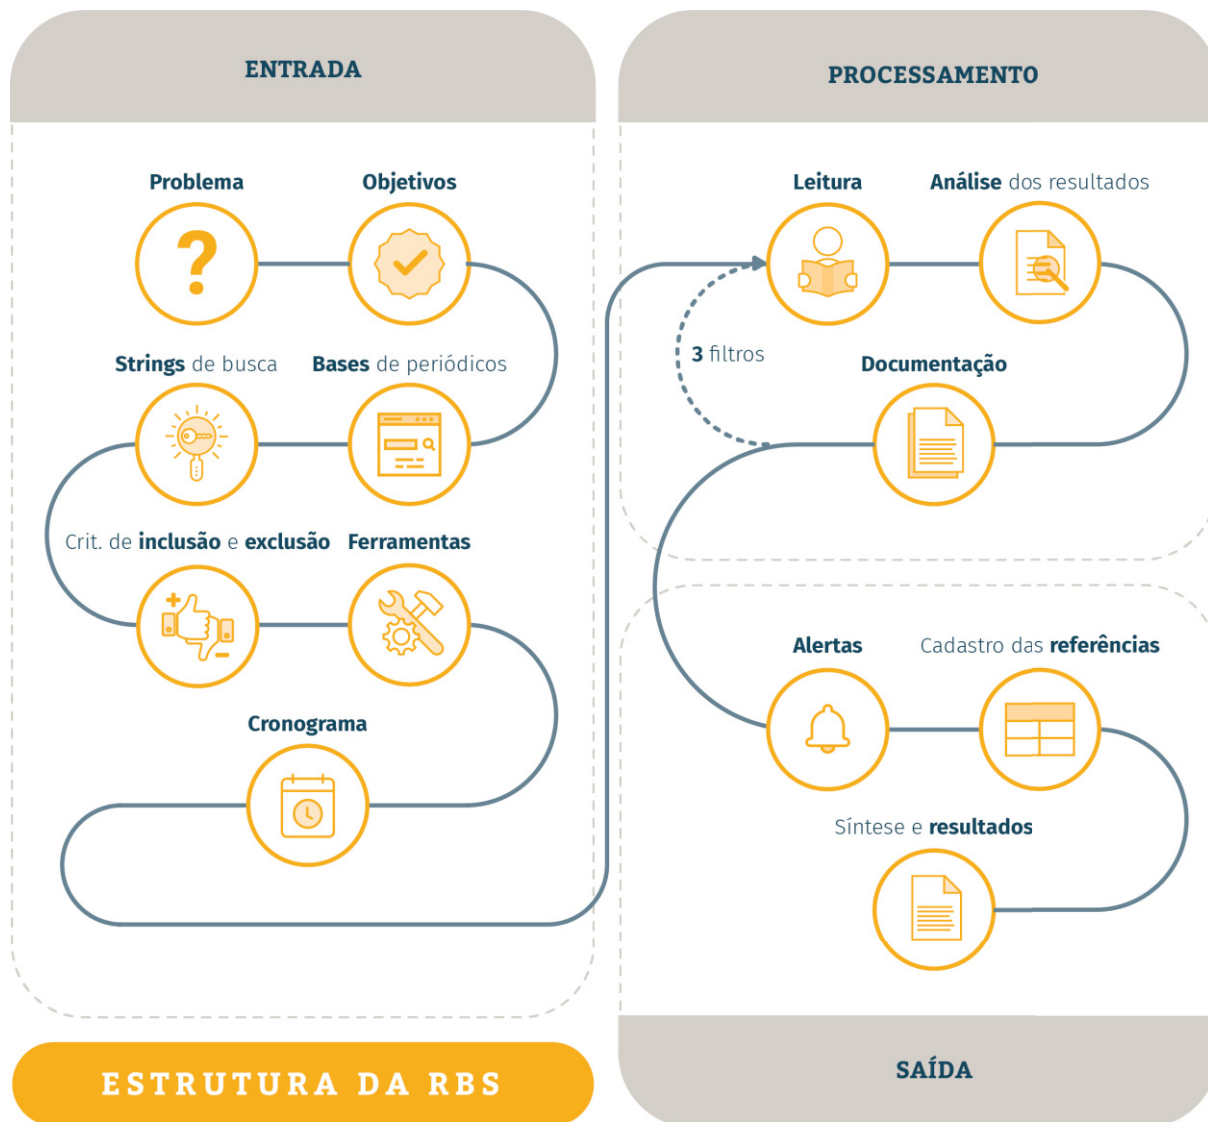 ENTRADA
Problema
Objetivos
Strings de busca
Bases de periódicos
Crit. de inclusão e exclusão
Ferramentas
Cronograma
ESTRUTURA DA RBS
PROCESSAMENTO
Leitura
Análise dos resultados
3 filtros
Documentação
Alertas
Cadastro das referências
Síntese e resultados
SAÍDA